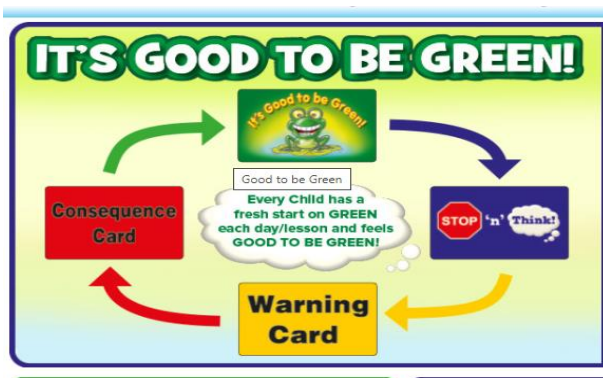 IT'S GOOD TO BE GREEN!
It's Good to be Green!
Good to be Green
Every Child has a
fresh start on GREEN
each day/lesson and feels
GOOD TO BE GREEN!
Consequence
Card
STOP 'n' Think!
Warning
Card